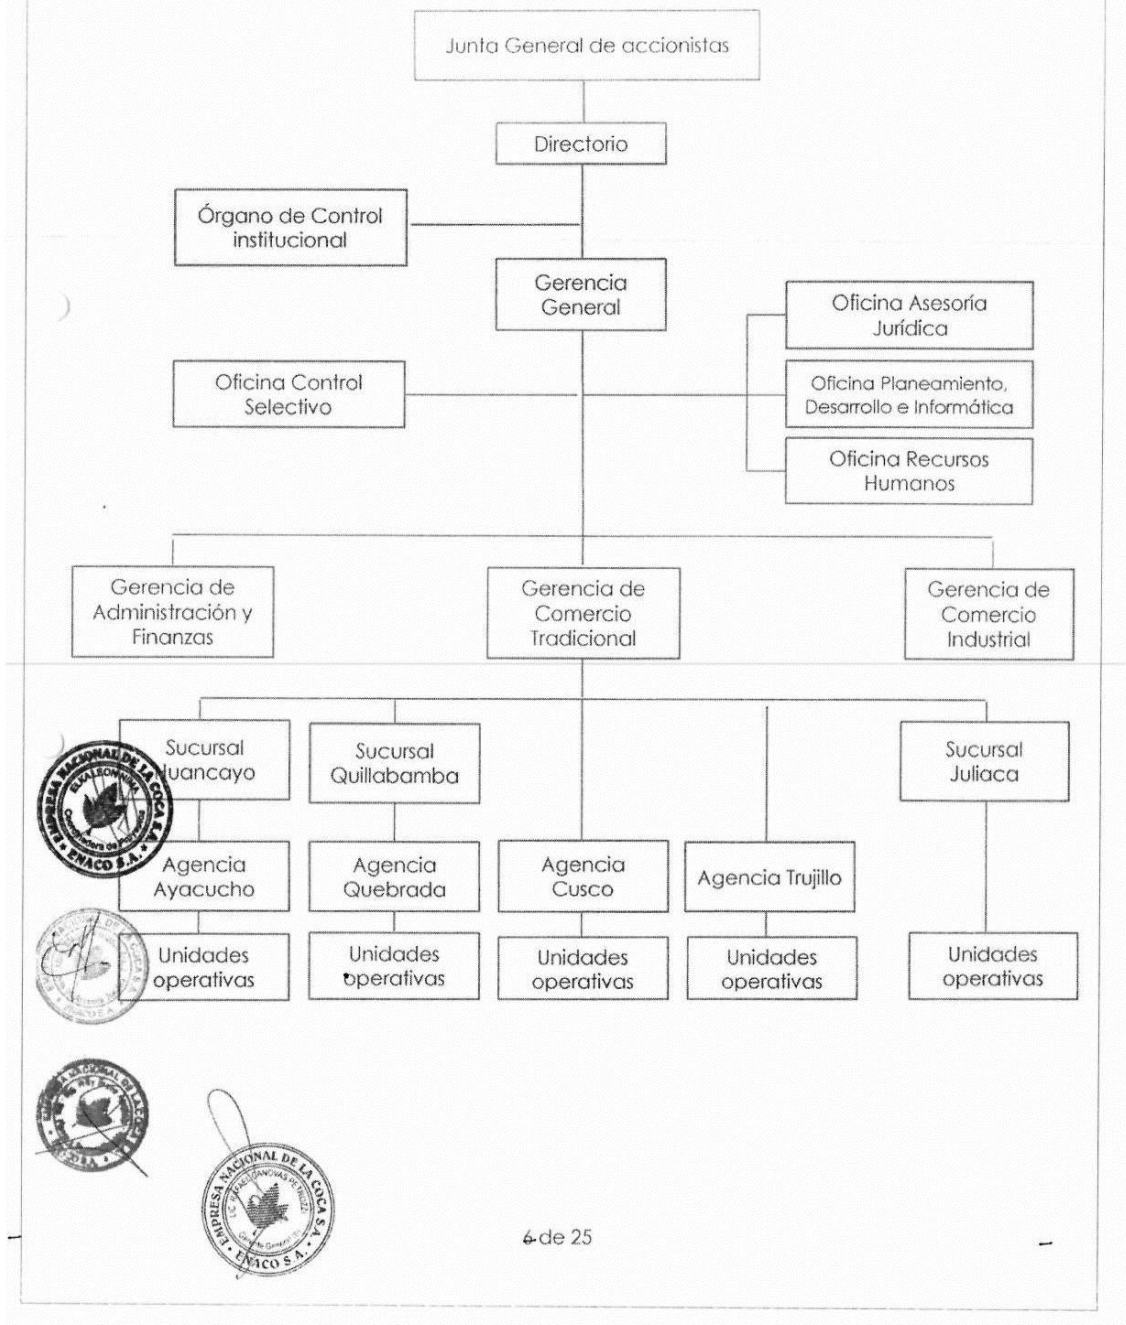 Junta General de accionistas
Directorio
Órgano de Control
institucional
Gerencia
General
Oficina Asesoría
Jurídica
Oficina Control
Selectivo
Oficina Planeamiento,
Desarrollo e Informática
Oficina Recursos
Humanos
Gerencia de
Administración y
Finanzas
Gerencia de
Comercio
Tradicional
Gerencia de
Comercio
Industrial
Sucursal
Huancayo
Sucursal
Quillabamba
Sucursal
Juliaca
Agencia
Ayacucho
Agencia
Quebrada
Agencia
Cusco
Agencia Trujillo
Unidades
operativas
Unidades
operativas
Unidades
operativas
Unidades
operativas
Unidades
operativas
EMPRESA NACIONAL DE LA COCA S.A.
ENACO S.A.
EMPRESA NACIONAL DE LA COCA S.A.
ENACO S.A.
6 de 25